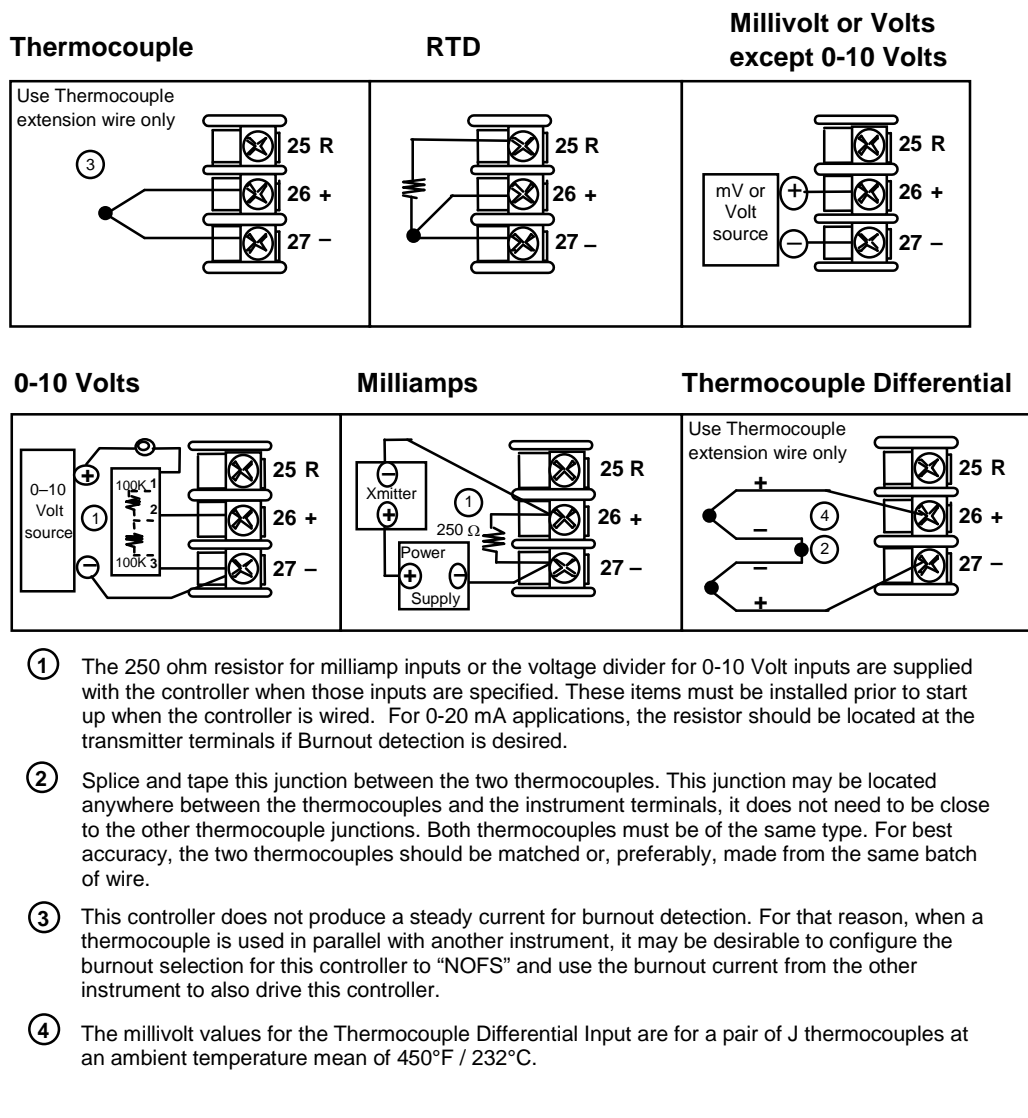 Thermocouple
RTD
Millivolt or Volts
except 0-10 Volts
Use Thermocouple
extension wire only
3
25 R
26 +
27 –
25 R
26 +
27 –
mV or
Volt
source
+
–
25 R
26 +
27 –
0-10 Volts
Milliamps
Thermocouple Differential
0–10
Volt
source
+
–
1
100K 1
2
100K 3
25 R
26 +
27 –
–
Xmitter
+
1
250 Ω
Power
+ –
Supply
25 R
26 +
27 –
Use Thermocouple
extension wire only
+
–
4
2
–
+
25 R
26 +
27 –
1 The 250 ohm resistor for milliamp inputs or the voltage divider for 0-10 Volt inputs are supplied
with the controller when those inputs are specified. These items must be installed prior to start
up when the controller is wired. For 0-20 mA applications, the resistor should be located at the
transmitter terminals if Burnout detection is desired.
2 Splice and tape this junction between the two thermocouples. This junction may be located
anywhere between the thermocouples and the instrument terminals, it does not need to be close
to the other thermocouple junctions. Both thermocouples must be of the same type. For best
accuracy, the two thermocouples should be matched or, preferably, made from the same batch
of wire.
3 This controller does not produce a steady current for burnout detection. For that reason, when a
thermocouple is used in parallel with another instrument, it may be desirable to configure the
burnout selection for this controller to “NOFS” and use the burnout current from the other
instrument to also drive this controller.
4 The millivolt values for the Thermocouple Differential Input are for a pair of J thermocouples at
an ambient temperature mean of 450°F / 232°C.